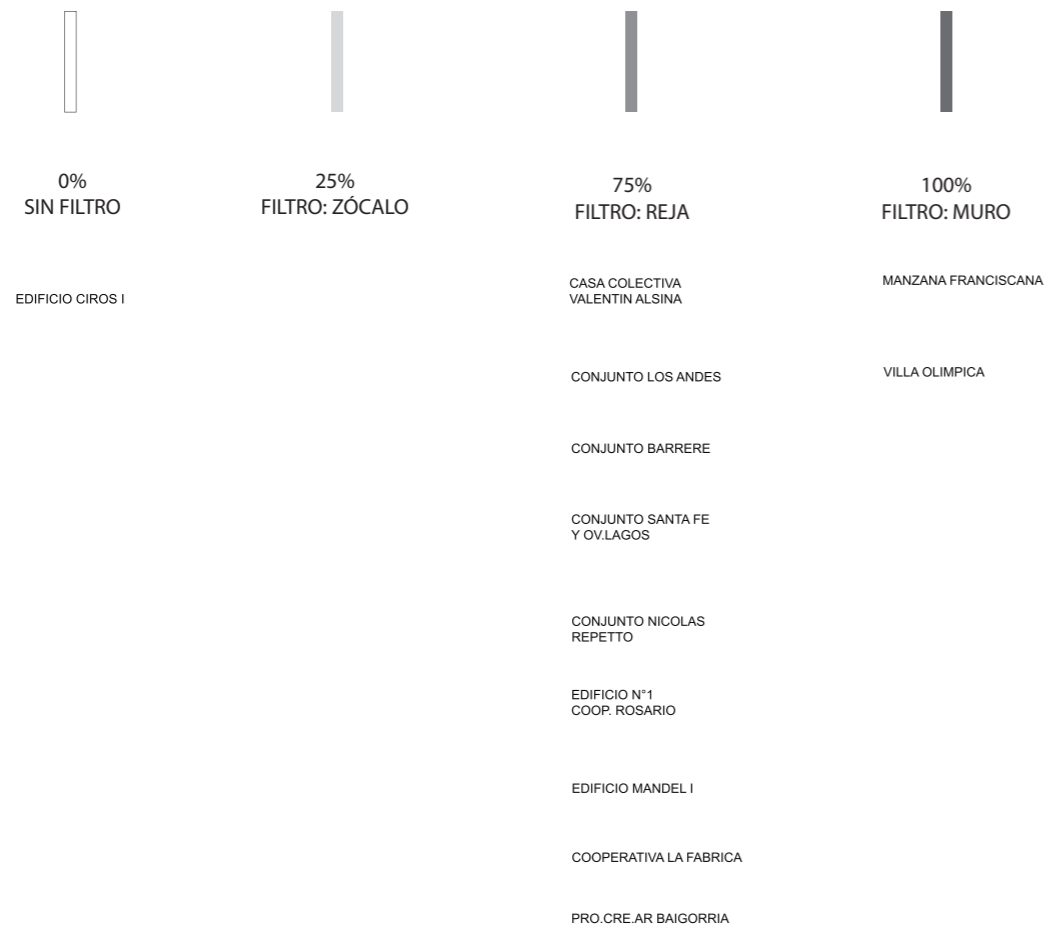 0%
SIN FILTRO
25%
FILTRO: ZÓCALO
75%
FILTRO: REJA
100%
FILTRO: MURO
EDIFICIO CIROS I
CASA COLECTIVA
VALENTIN ALSINA
CONJUNTO LOS ANDES
CONJUNTO BARRERE
CONJUNTO SANTA FE
Y OV.LAGOS
CONJUNTO NICOLAS
REPETTO
EDIFICIO N°1
COOP. ROSARIO
EDIFICIO MANDEL I
COOPERATIVA LA FABRICA
PRO.CRE.AR BAIGORRIA
MANZANA FRANCISCANA
VILLA OLIMPICA